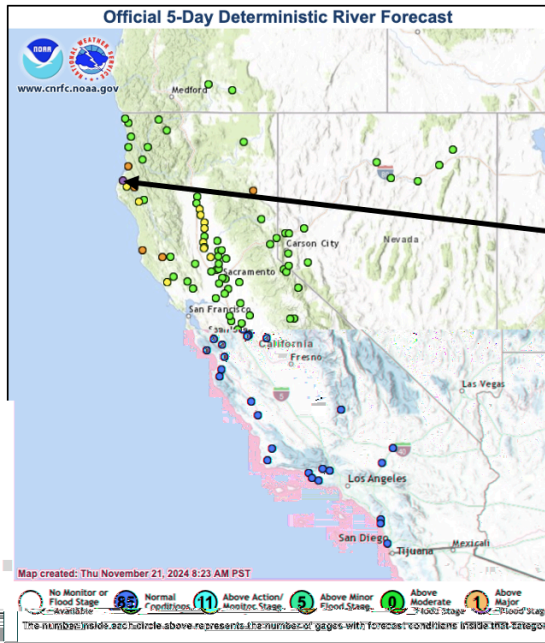 Official 5-Day Deterministic River Forecast
NOAA
www.cnrfc.noaa.gov
Medford
Carson City
Nevada
Sacramento
San Francisco
California
Fresno
Las Vegas
Los Angeles
San Diego
Tijuana
Mexicali
Map created: Thu November 21, 2024 8:23 AM PST
No Monitor or
Flood Stage
Available
Normal
Conditions
11
Above Action/
Monitor Stage
5
Above Minor
Flood Stage
0
Above
Moderate
Flood Stage
1
Above
Major
Flood Stage
The number inside each circle above represents the number of gages with forecast conditions inside that